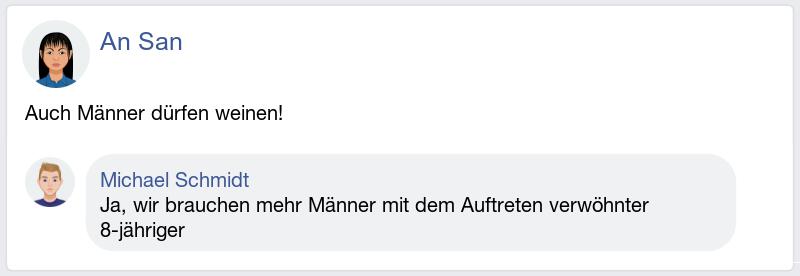 An San
Auch Männer dürfen weinen!
Michael Schmidt
Ja, wir brauchen mehr Männer mit dem Auftreten verwöhnter
8-jähriger